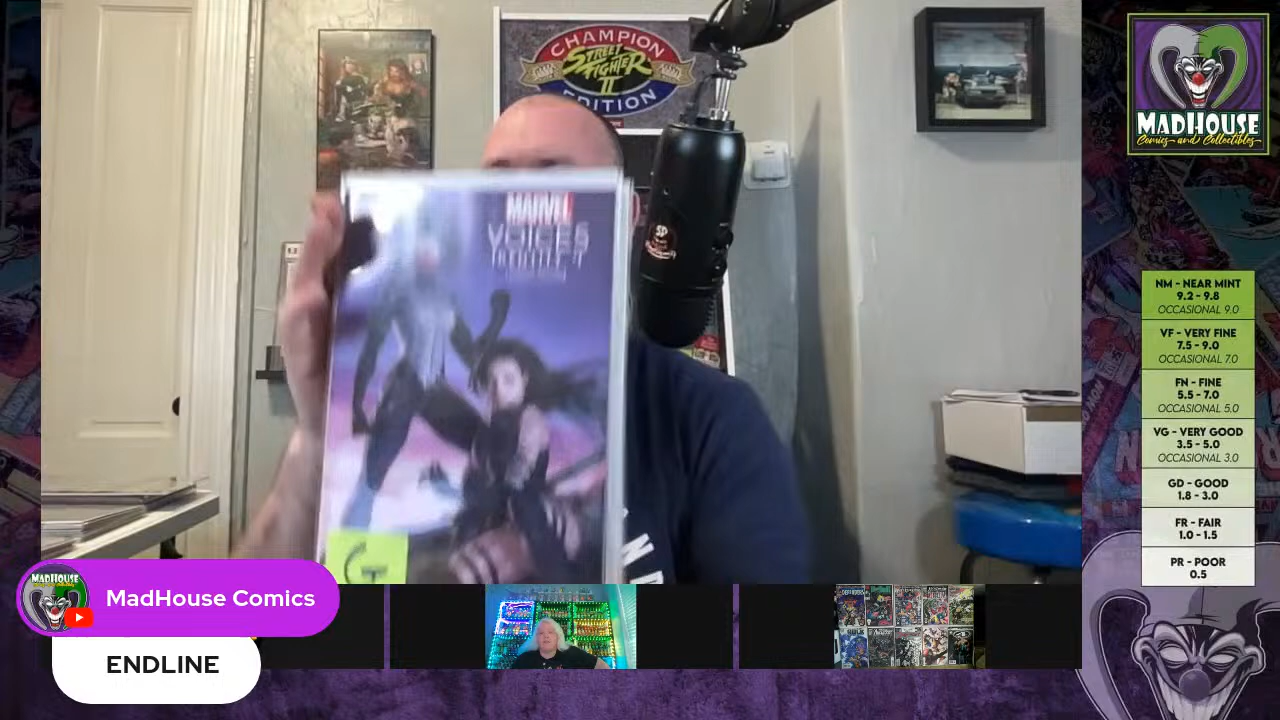 CHAMPION
STREET
FIGHTER
II
EDITION
MARVEL
VOICES
IDENTITY
G
SP
MADHOUSE
Comics and Collectibles
NM - NEAR MINT
9.2 - 9.8
OCCASIONAL 9.0
VF - VERY FINE
7.5 - 9.0
OCCASIONAL 7.0
FN - FINE
5.5 - 7.0
OCCASIONAL 5.0
VG - VERY GOOD
3.5 - 5.0
OCCASIONAL 3.0
GD - GOOD
1.8 - 3.0
FR - FAIR
1.0 - 1.5
PR - POOR
0.5
MADHOUSE
MadHouse Comics
ENDLINE